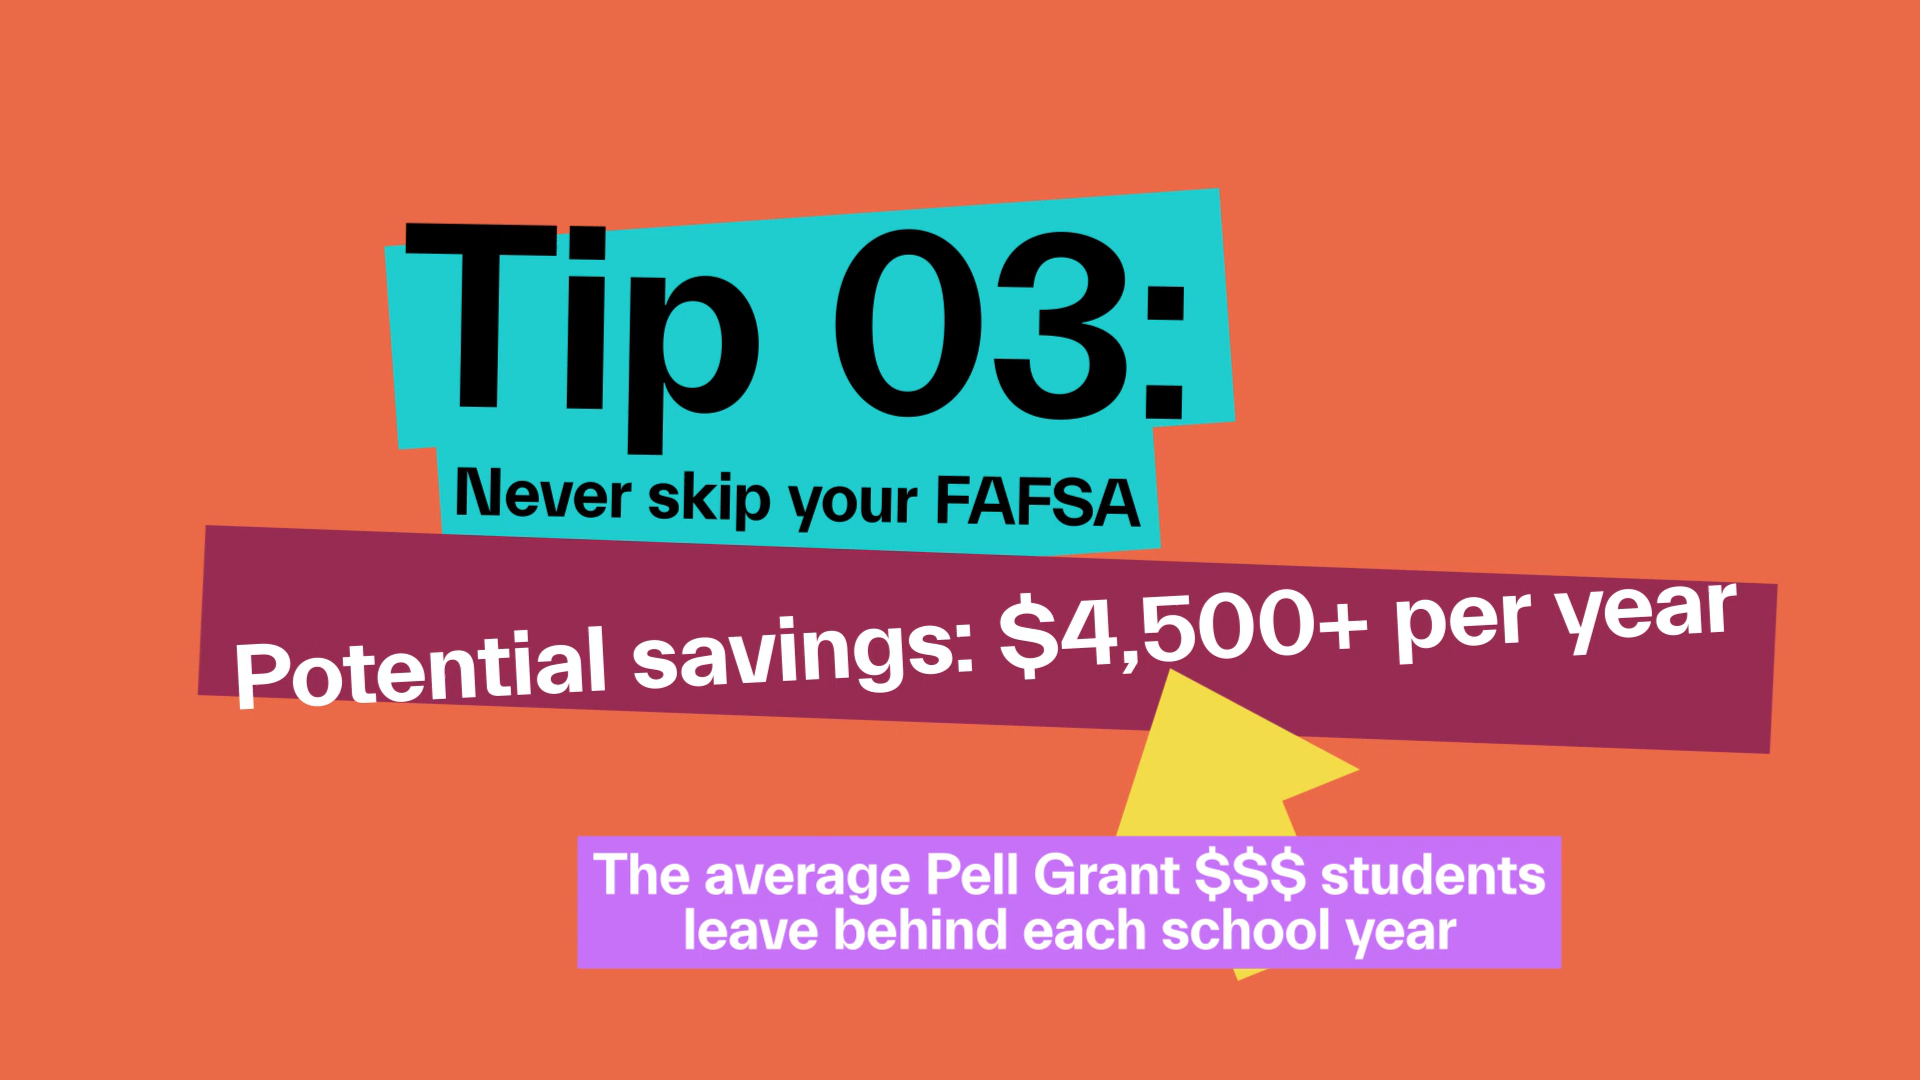 Tip 03:
Never skip your FAFSA
Potential savings: $4,500+ per year
The average Pell Grant $$$ students
leave behind each school year